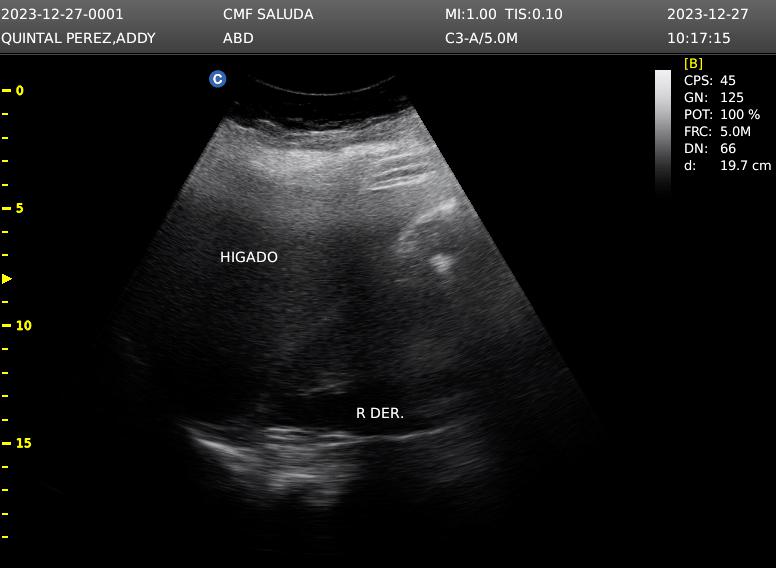 2023-12-27-0001 CMF SALUDA MI:1.00 TIS:0.10 2023-12-27
QUINTAL PEREZ,ADDY ABD C3-A/5.0M 10:17:15
C
[B]
CPS: 45
GN: 125
POT: 100 %
FRC: 5.0M
DN: 66
d: 19.7 cm
0
5
HIGADO
10
R DER.
15